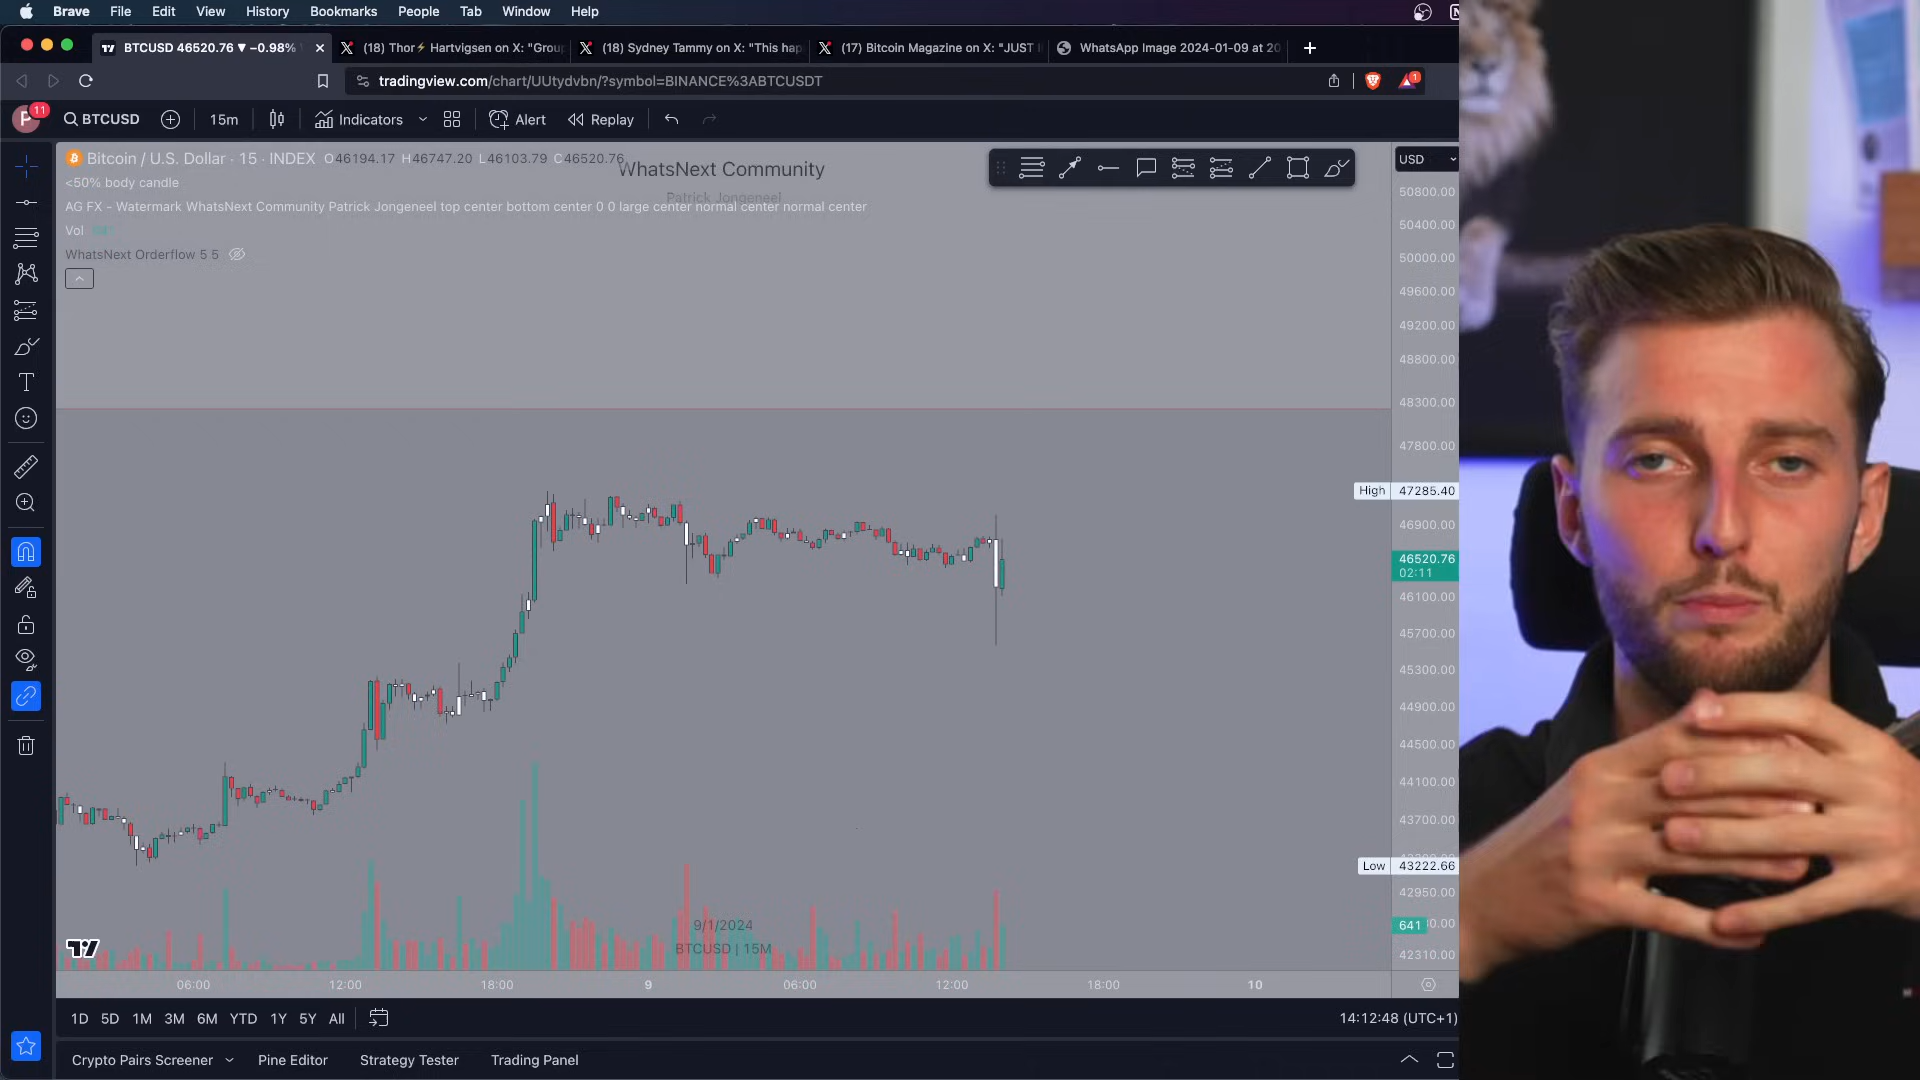 Brave File Edit View History Bookmarks People Tab Window Help
BTCUSD 46520.76 ▼ −0.98%
(18) Thor⚡ Hartvigsen on X: "Grou
(18) Sydney Tammy on X: "This hap
(17) Bitcoin Magazine on X: "JUST I
WhatsApp Image 2024-01-09 at 20
tradingview.com/chart/UUtydvbn/?symbol=BINANCE%3ABTCUSDT
1
P 11 BTCUSD 15m Indicators Alert Replay
Bitcoin / U.S. Dollar · 15 · INDEX O46194.17 H46747.20 L46103.79 C46520.76
WhatsNext Community
Patrick Jongeneel
<50% body candle
AG FX - Watermark WhatsNext Community Patrick Jongeneel top center bottom center 0 0 large center normal center normal center
Vol 641
WhatsNext Orderflow 5 5
USD
50800.00
50400.00
50000.00
49600.00
49200.00
48800.00
48300.00
47800.00
High 47285.40
46900.00
46520.76
02:11
46100.00
45700.00
45300.00
44900.00
44500.00
44100.00
43700.00
Low 43222.66
42950.00
641
42310.00
9/1/2024
BTCUSD | 15M
06:00 12:00 18:00 9 06:00 12:00 18:00 10
1D 5D 1M 3M 6M YTD 1Y 5Y All
14:12:48 (UTC+1)
Crypto Pairs Screener Pine Editor Strategy Tester Trading Panel